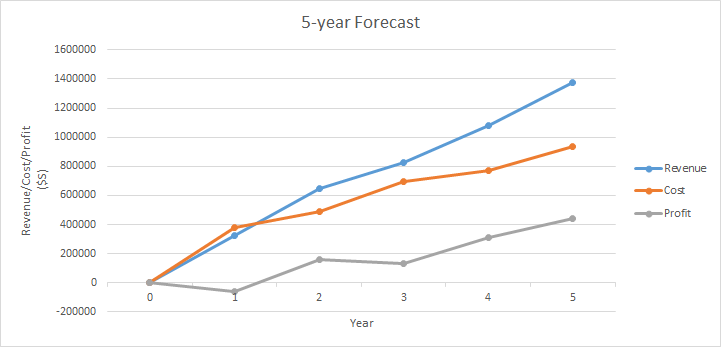 5-year Forecast
1600000
1400000
1200000
1000000
800000
600000
400000
200000
0
-200000
Revenue/Cost/Profit
($S)
0 1 2 3 4 5
Year
Revenue
Cost
Profit